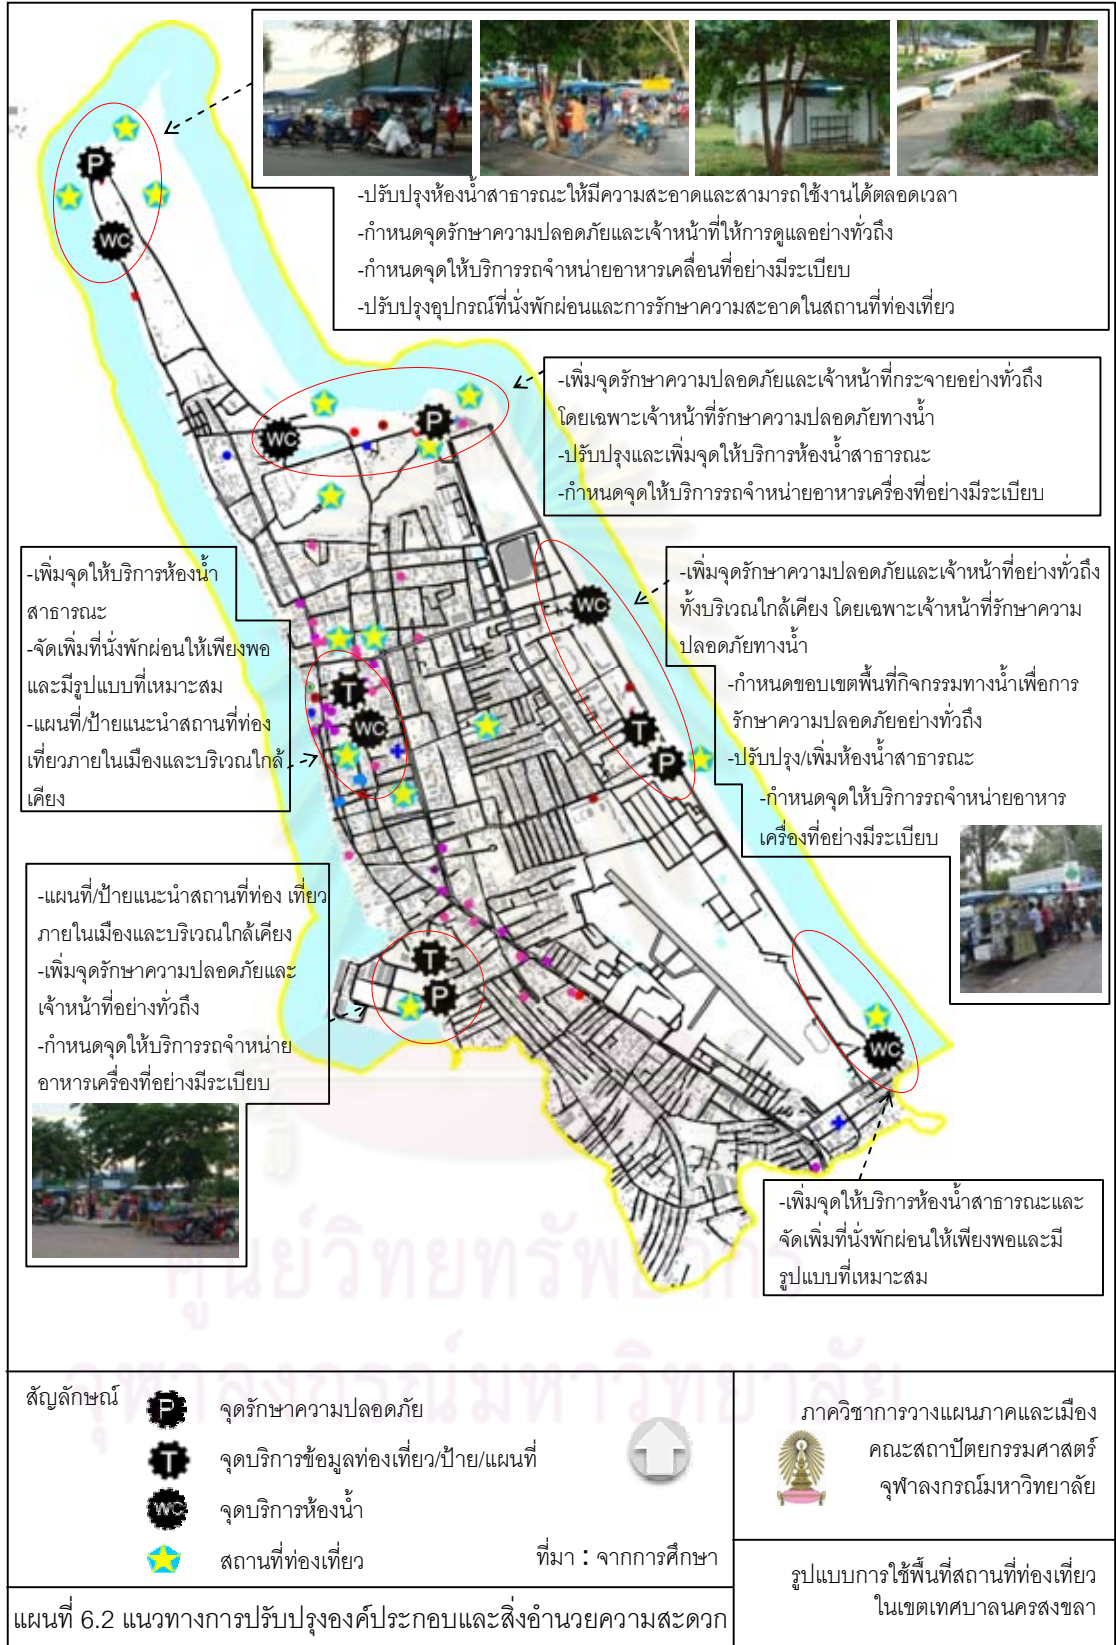 -ปรับปรุงห้องน้ำสาธารณะให้มีความสะอาดและสามารถใช้งานได้ตลอดเวลา
-กำหนดจุดรักษาความปลอดภัยและเจ้าหน้าที่ให้การดูแลอย่างทั่วถึง
-กำหนดจุดให้บริการรถจำหน่ายอาหารเคลื่อนที่อย่างมีระเบียบ
-ปรับปรุงอุปกรณ์ที่นั่งพักผ่อนและการรักษาความสะอาดในสถานที่ท่องเที่ยว
P
WC
-เพิ่มจุดรักษาความปลอดภัยและเจ้าหน้าที่กระจายอย่างทั่วถึง
โดยเฉพาะเจ้าหน้าที่รักษาความปลอดภัยทางน้ำ
-ปรับปรุงและเพิ่มจุดให้บริการห้องน้ำสาธารณะ
-กำหนดจุดให้บริการรถจำหน่ายอาหารเครื่องที่อย่างมีระเบียบ
P
WC
-เพิ่มจุดให้บริการห้องน้ำ
สาธารณะ
-จัดเพิ่มที่นั่งพักผ่อนให้เพียงพอ
และมีรูปแบบที่เหมาะสม
-แผนที่/ป้ายแนะนำสถานที่ท่อง
เที่ยวภายในเมืองและบริเวณใกล้
เคียง
T
WC
-เพิ่มจุดรักษาความปลอดภัยและเจ้าหน้าที่อย่างทั่วถึง
ทั้งบริเวณใกล้เคียง โดยเฉพาะเจ้าหน้าที่รักษาความ
ปลอดภัยทางน้ำ
-กำหนดขอบเขตพื้นที่กิจกรรมทางน้ำเพื่อการ
รักษาความปลอดภัยอย่างทั่วถึง
-ปรับปรุง/เพิ่มห้องน้ำสาธารณะ
-กำหนดจุดให้บริการรถจำหน่ายอาหาร
เครื่องที่อย่างมีระเบียบ
WC
T
P
-แผนที่/ป้ายแนะนำสถานที่ท่อง เที่ยว
ภายในเมืองและบริเวณใกล้เคียง
-เพิ่มจุดรักษาความปลอดภัยและ
เจ้าหน้าที่อย่างทั่วถึง
-กำหนดจุดให้บริการรถจำหน่าย
อาหารเครื่องที่อย่างมีระเบียบ
T
P
WC
-เพิ่มจุดให้บริการห้องน้ำสาธารณะและ
จัดเพิ่มที่นั่งพักผ่อนให้เพียงพอและมี
รูปแบบที่เหมาะสม
ศูนย์วิทยทรัพยากร
จุฬาลงกรณ์มหาวิทยาลัย
สัญลักษณ์
P จุดรักษาความปลอดภัย
T จุดบริการข้อมูลท่องเที่ยว/ป้าย/แผนที่
WC จุดบริการห้องน้ำ
สถานที่ท่องเที่ยว
ที่มา : จากการศึกษา
ภาควิชาการวางแผนภาคและเมือง
คณะสถาปัตยกรรมศาสตร์
จุฬาลงกรณ์มหาวิทยาลัย
รูปแบบการใช้พื้นที่สถานที่ท่องเที่ยว
ในเขตเทศบาลนครสงขลา
แผนที่ 6.2 แนวทางการปรับปรุงองค์ประกอบและสิ่งอำนวยความสะดวก